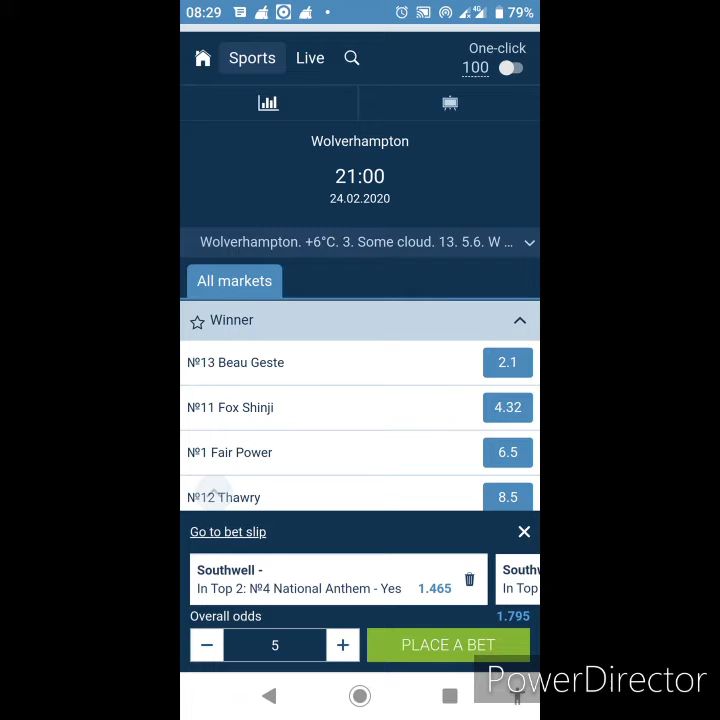 08:29 4G 79%
Sports Live One-click
100
Wolverhampton
21:00
24.02.2020
Wolverhampton. +6°C. 3. Some cloud. 13. 5.6. W ...
All markets
Winner
№13 Beau Geste 2.1
№11 Fox Shinji 4.32
№1 Fair Power 6.5
№12 Thawry 8.5
Go to bet slip
Southwell - South
In Top 2: №4 National Anthem - Yes 1.465 In Top
Overall odds 1.795
− 5 + PLACE A BET
PowerDirector